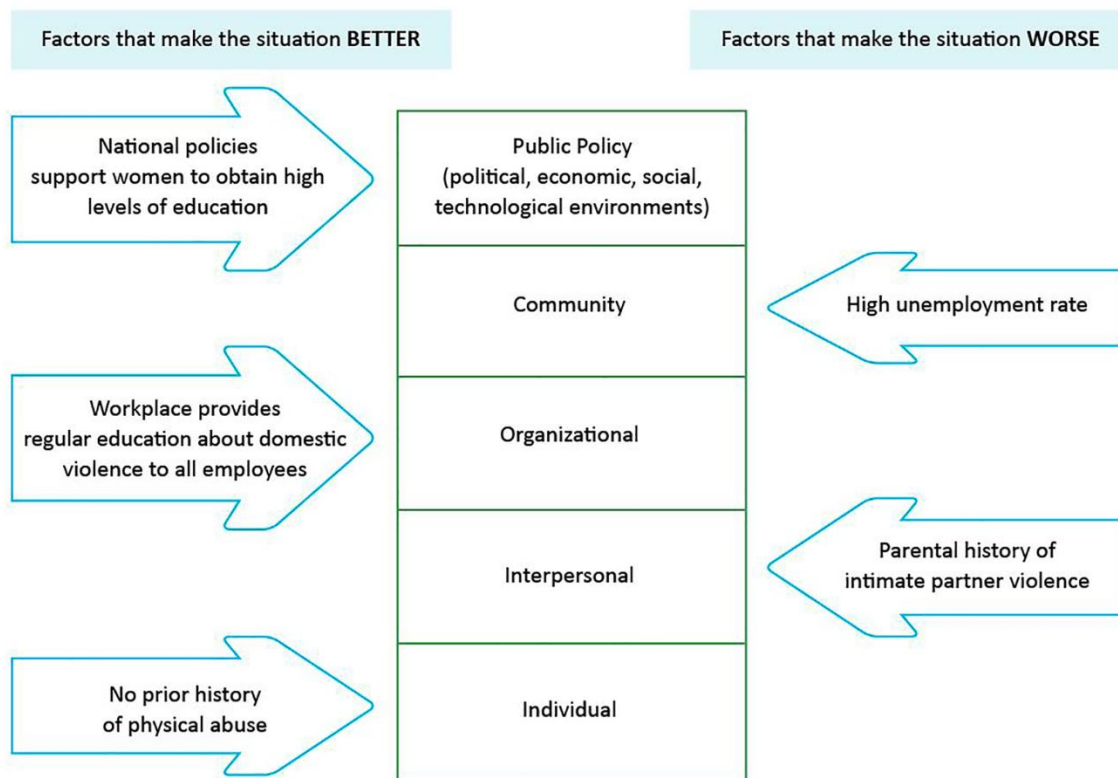 Factors that make the situation BETTER
Factors that make the situation WORSE
National policies
support women to obtain high
levels of education
Public Policy
(political, economic, social,
technological environments)
Community
High unemployment rate
Workplace provides
regular education about domestic
violence to all employees
Organizational
Interpersonal
Parental history of
intimate partner violence
No prior history
of physical abuse
Individual